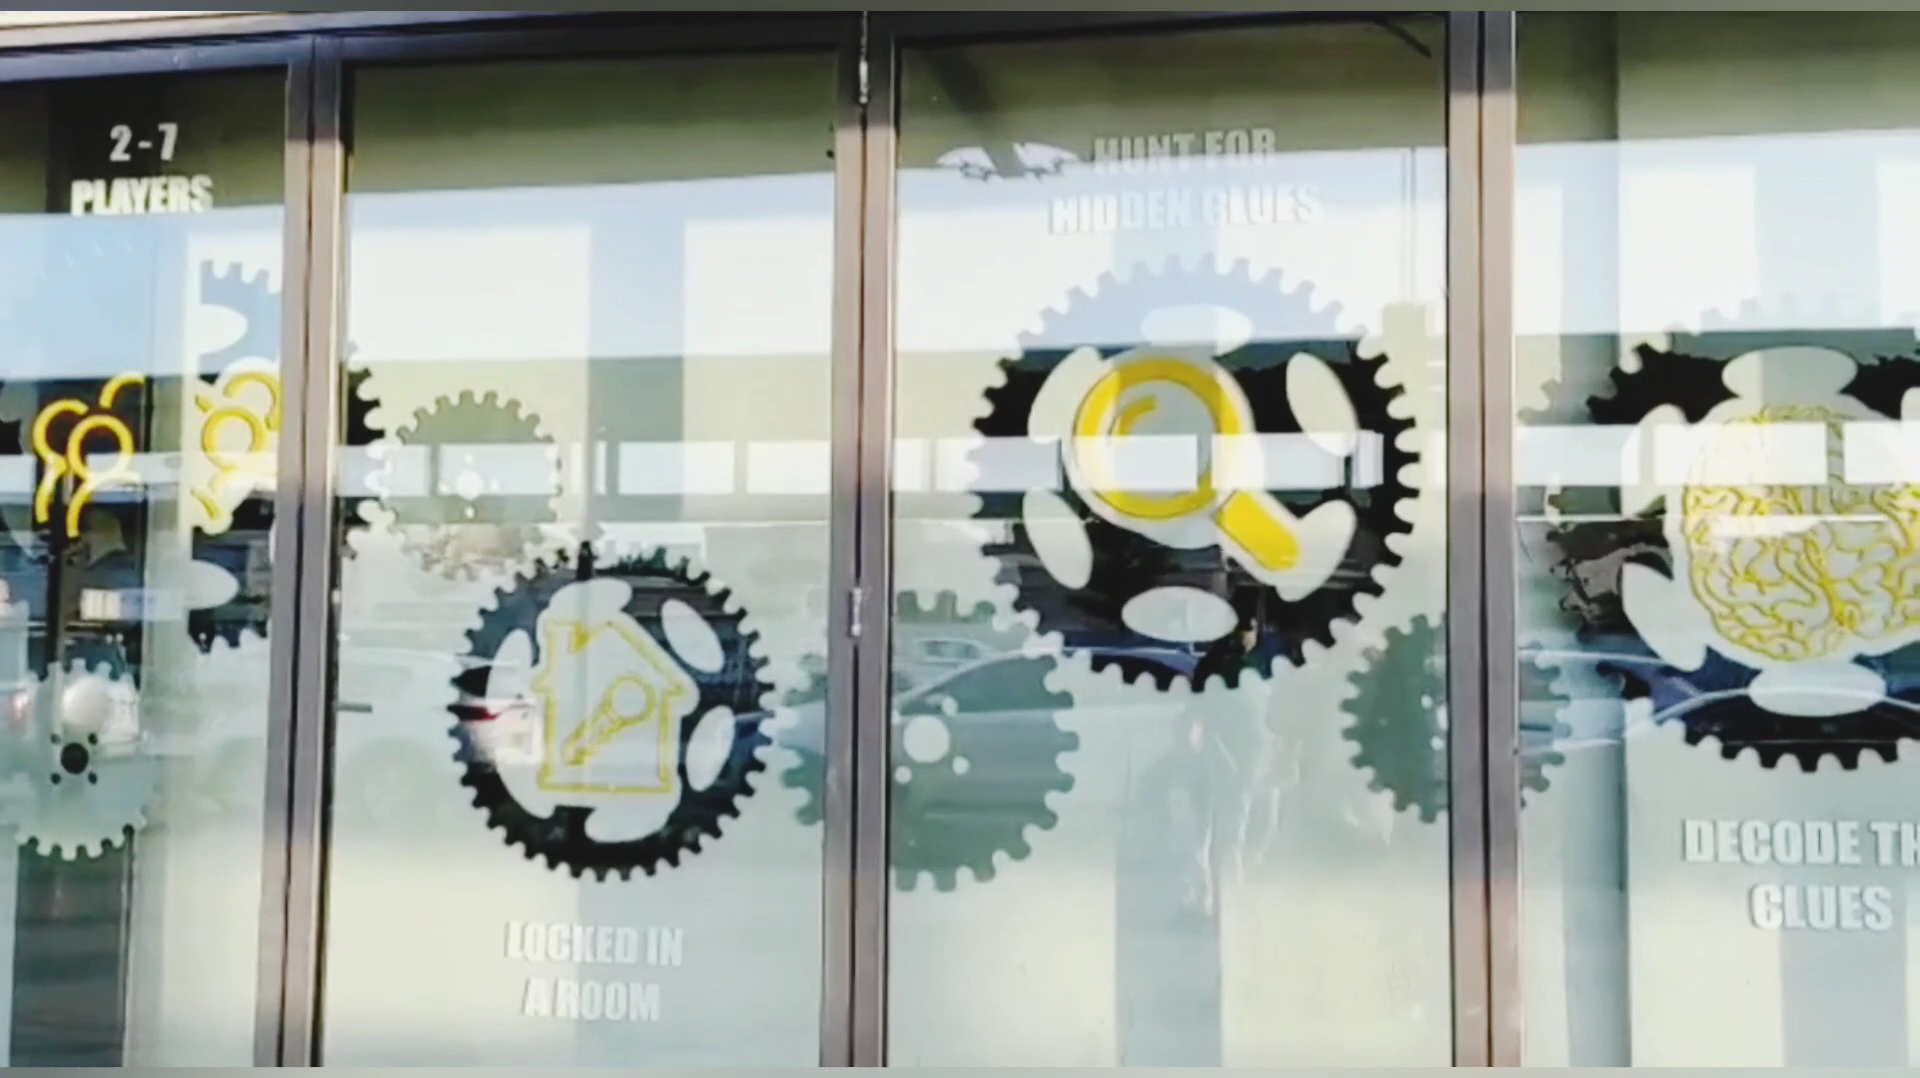 2-7
PLAYERS
LOCKED IN
A ROOM
HUNT FOR
HIDDEN CLUES
DECODE TH
CLUES